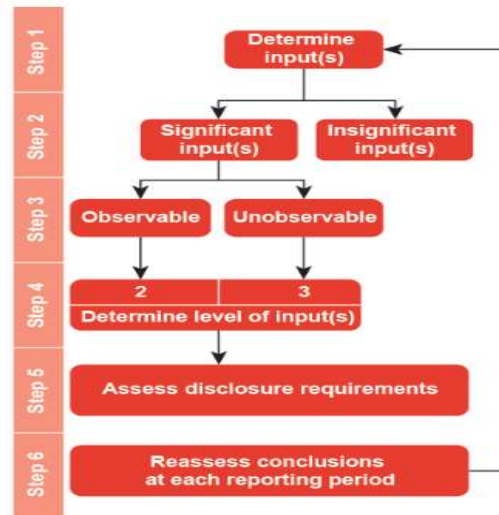 Step 1
Determine
input(s)
Step 2
Significant
input(s)
Insignificant
input(s)
Step 3
Observable
Unobservable
Step 4
2
3
Determine level of input(s)
Step 5
Assess disclosure requirements
Step 6
Reassess conclusions
at each reporting period